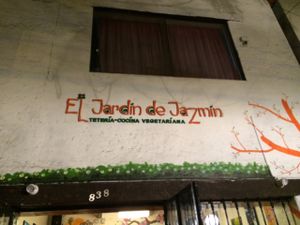 El Jardín de Jazmín
TETERÍA-COCINA VEGETARIANA
838